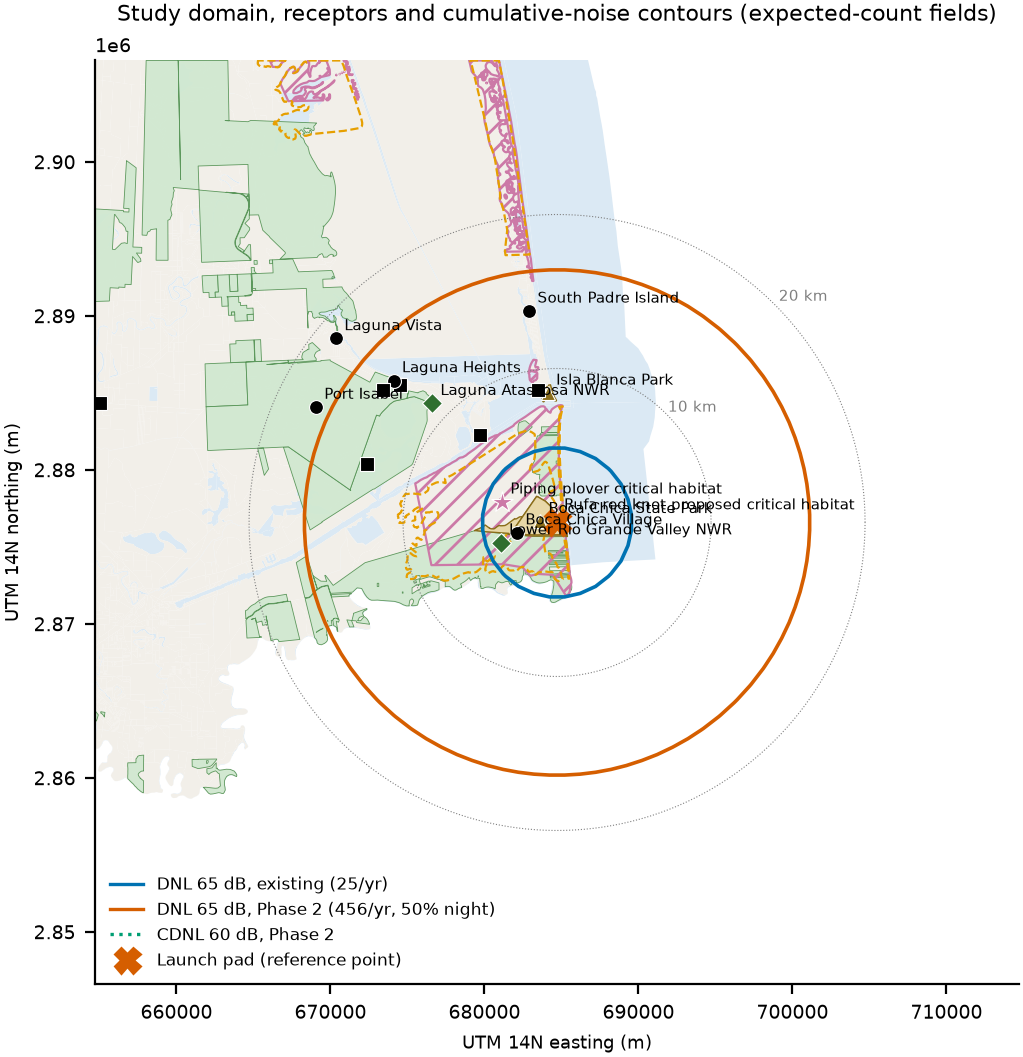 Study domain, receptors and cumulative-noise contours (expected-count fields)
1e6
2.90
2.89
2.88
2.87
2.86
2.85
UTM 14N northing (m)
20 km
South Padre Island
Laguna Vista
Laguna Heights
Isla Blanca Park
Port Isabel
Laguna Atascosa NWR
10 km
Piping plover critical habitat
Rufa red knot proposed critical habitat
Boca Chica State Park
Boca Chica Village
Lower Rio Grande Valley NWR
DNL 65 dB, existing (25/yr)
DNL 65 dB, Phase 2 (456/yr, 50% night)
CDNL 60 dB, Phase 2
Launch pad (reference point)
660000
670000
680000
690000
700000
710000
UTM 14N easting (m)